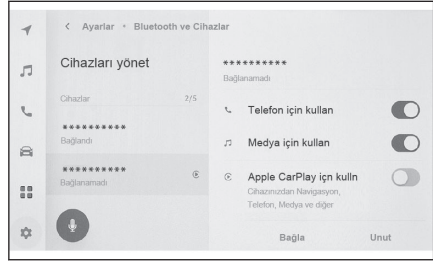 Ayarlar • Bluetooth ve Cihazlar
Cihazları yönet
Cihazlar 2/5
**********
Bağlandı
**********
Bağlanamadı
**********
Bağlanamadı
Telefon için kullan
Medya için kullan
Apple CarPlay içn kulln
Cihazınızdan Navigasyon,
Telefon, Medya ve diğer
Bağla Unut